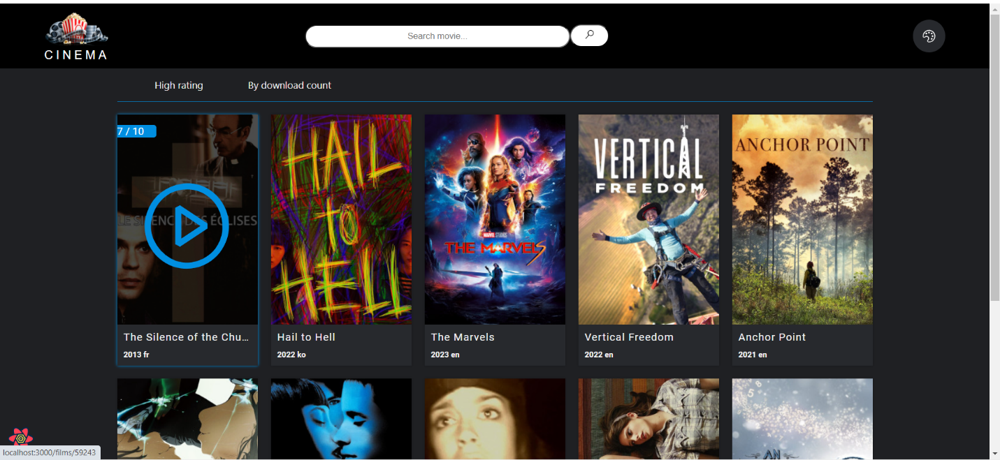 CINEMA
Search movie...
High rating
By download count
7 / 10
LE SILENCE DES ÉGLISES
The Silence of the Chu...
2013 fr
HAIL
to
HELL
Hail to Hell
2022 ko
MARVEL STUDIOS
THE MARVELS
The Marvels
2023 en
VERTICAL
FREEDOM
Vertical Freedom
2022 en
ANCHOR POINT
Anchor Point
2021 en
AN
localhost:3000/films/59243